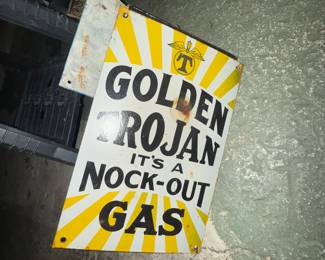 T
GOLDEN
TROJAN
IT'S A
NOCK-OUT
GAS